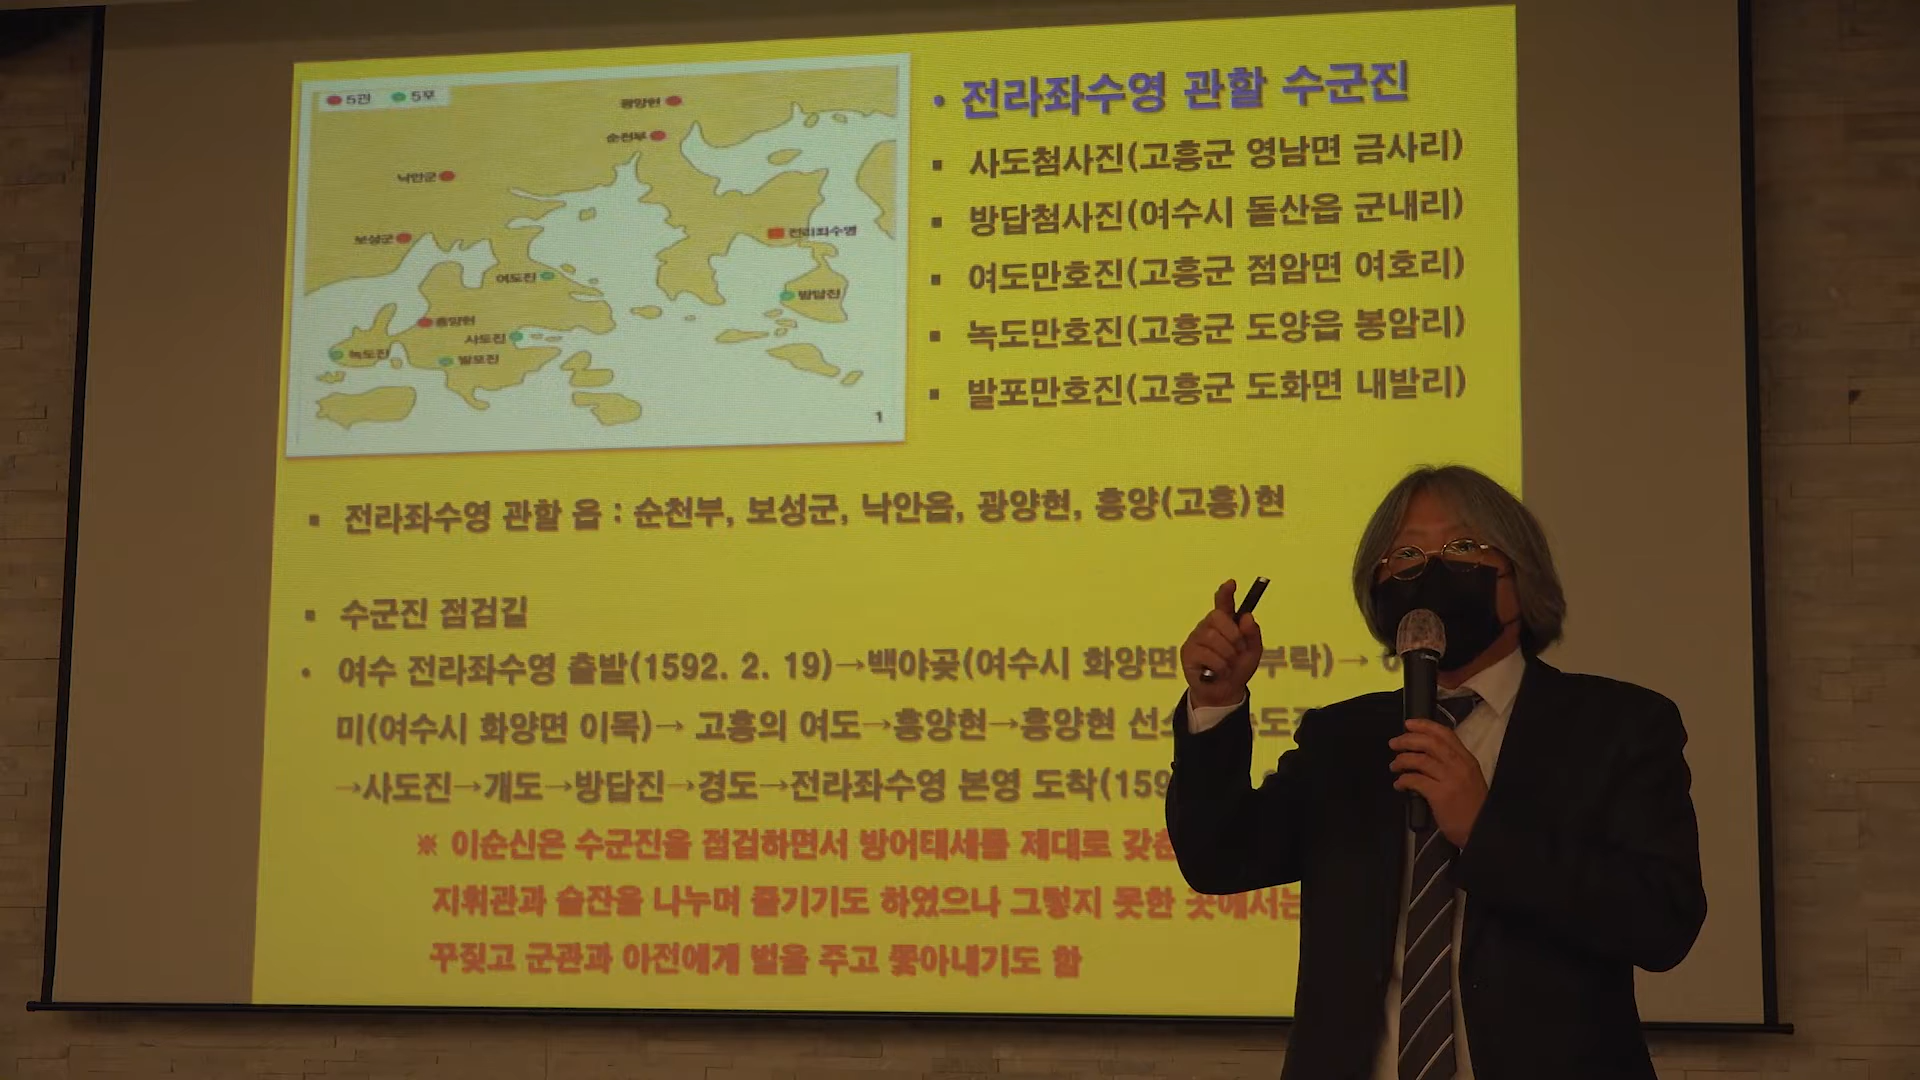 5관 5포
광양현
순천부
낙안군
보성군
전라좌수영
여도진
방답진
흥양현
사도진
녹도진
발포진
1
• 전라좌수영 관할 수군진
▪ 사도첨사진(고흥군 영남면 금사리)
▪ 방답첨사진(여수시 돌산읍 군내리)
▪ 여도만호진(고흥군 점암면 여호리)
▪ 녹도만호진(고흥군 도양읍 봉암리)
▪ 발포만호진(고흥군 도화면 내발리)
▪ 전라좌수영 관할 읍 : 순천부, 보성군, 낙안읍, 광양현, 흥양(고흥)현
▪ 수군진 점검길
• 여수 전라좌수영 출발(1592. 2. 19)→백야곶(여수시 화양면 부락)→
미(여수시 화양면 이목)→ 고흥의 여도→흥양현→흥양현
→사도진→개도→방답진→경도→전라좌수영 본영 도착(159
※ 이순신은 수군진을 점검하면서 방어태세를 제대로
지휘관과 술잔을 나누며 즐기기도 하였으나 그렇지 못한 곳에서는
꾸짖고 군관과 아전에게 벌을 주고 쫓아내기도 함